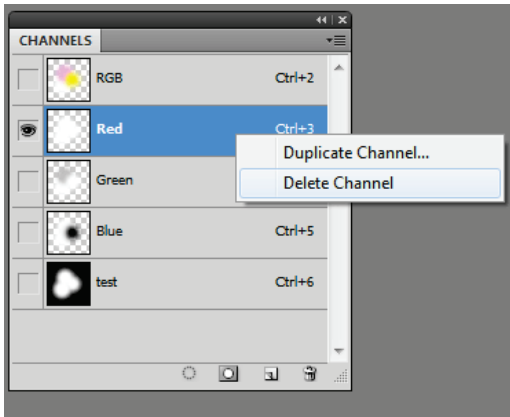 CHANNELS
RGB Ctrl+2
Red Ctrl+3
Duplicate Channel...
Green
Delete Channel
Blue Ctrl+5
test Ctrl+6